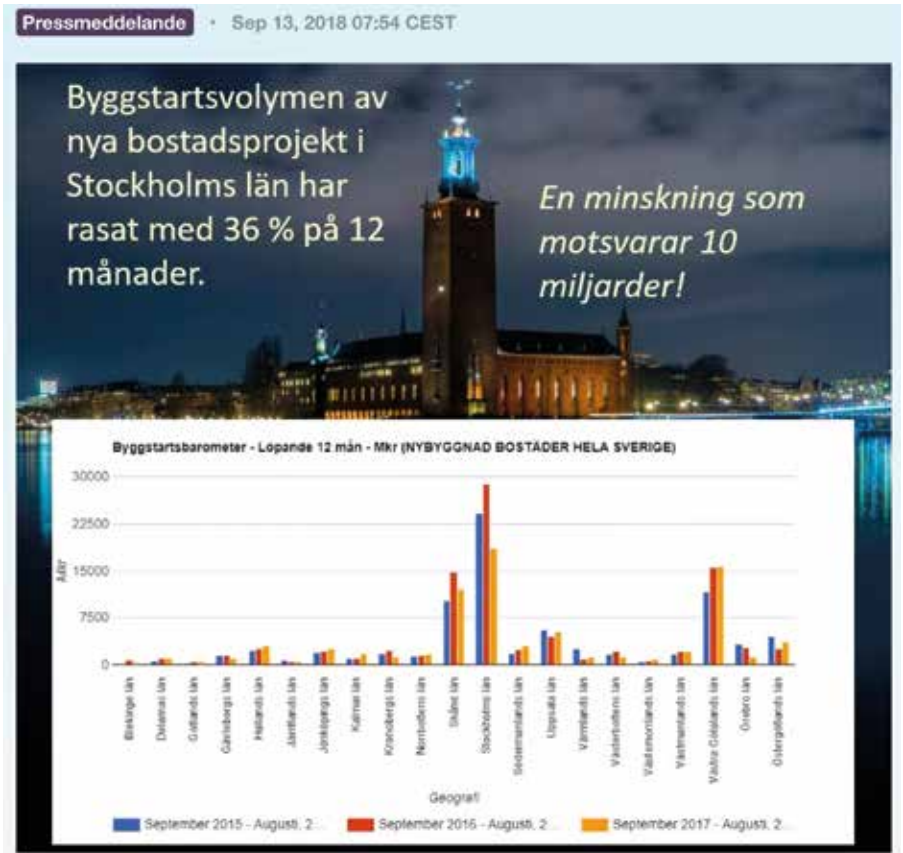 Pressmeddelande · Sep 13, 2018 07:54 CEST
Byggstartsvolymen av
nya bostadsprojekt i
Stockholms län har
rasat med 36 % på 12
månader.
En minskning som
motsvarar 10
miljarder!
Byggstartsbarometer - Löpande 12 mån - Mkr (NYBYGGNAD BOSTÄDER HELA SVERIGE)
30000
22500
15000
7500
0
Mkr
Blekinge län
Dalarnas län
Gotlands län
Gävleborgs län
Hallands län
Jämtlands län
Jönköpings län
Kalmar län
Kronobergs län
Norrbottens län
Skåne län
Stockholms län
Södermanlands län
Uppsala län
Värmlands län
Västerbottens län
Västernorrlands län
Västmanlands län
Västra Götalands län
Örebro län
Östergötlands län
Geografi
September 2015 - Augusti, 2...
September 2016 - Augusti, 2...
September 2017 - Augusti, 2...